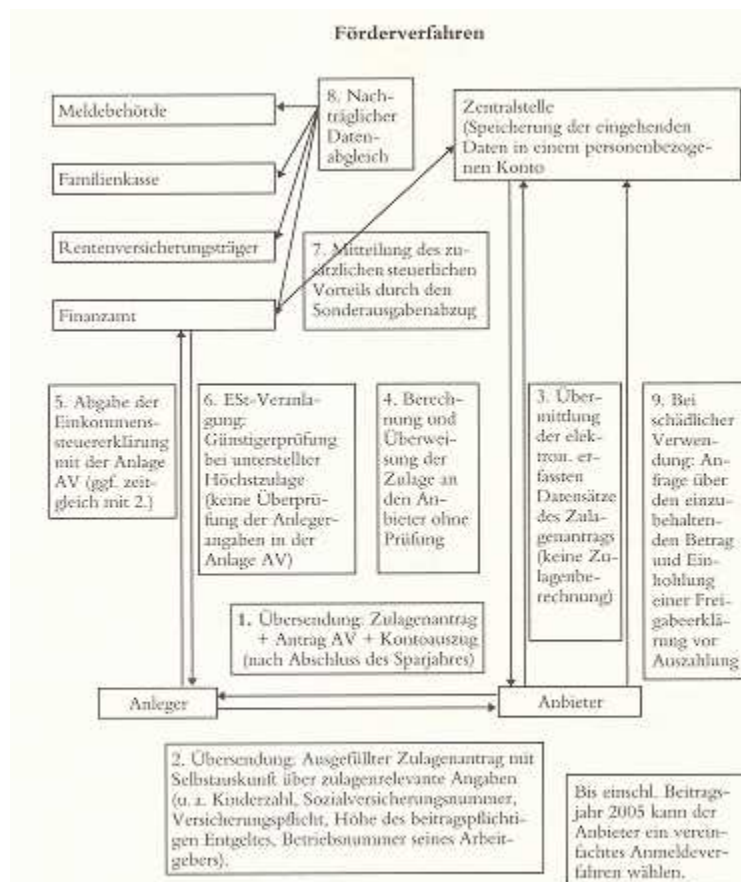 Förderverfahren
Meldebehörde
Familienkasse
Rentenversicherungsträger
Finanzamt
8. Nach-
träglicher
Daten-
abgleich
Zentralstelle
(Speicherung der eingehenden
Daten in einem personenbezoge-
nen Konto
7. Mitteilung des zu-
sätzlichen steuerlichen
Vorteils durch den
Sonderausgabenabzug
5. Abgabe der
Einkommens-
steuererklärung
mit der Anlage
AV (ggf. zeit-
gleich mit 2.)
6. ESt-Veranla-
gung:
Günstigerprüfung
bei unterstellter
Höchstzulage
(keine Überprü-
fung der Anleger-
angaben in der
Anlage AV)
4. Berech-
nung und
Überwei-
sung der
Zulage an
den An-
bieter ohne
Prüfung
3. Über-
mittlung
der elek-
tron. er-
fassten
Datensätze
des Zula-
genantrags
(keine Zu-
lagenbe-
rechnung)
9. Bei
schädlicher
Verwen-
dung: An-
frage über
den einzu-
behalten-
den Betrag
und Ein-
hohlung
einer Frei-
gabeerklä-
rung vor
Auszahlung
1. Übersendung: Zulagenantrag
+ Antrag AV + Kontoauszug
(nach Abschluss des Sparjahres)
Anleger
Anbieter
2. Übersendung: Ausgefüllter Zulagenantrag mit
Selbstauskunft über zulagenrelevante Angaben
(u. a. Kinderzahl, Sozialversicherungsnummer,
Versicherungspflicht, Höhe des beitragspflichti-
gen Entgeltes, Betriebsnummer seines Arbeit-
gebers).
Bis einschl. Beitrags-
jahr 2005 kann der
Anbieter ein verein-
fachtes Anmeldever-
fahren wählen.